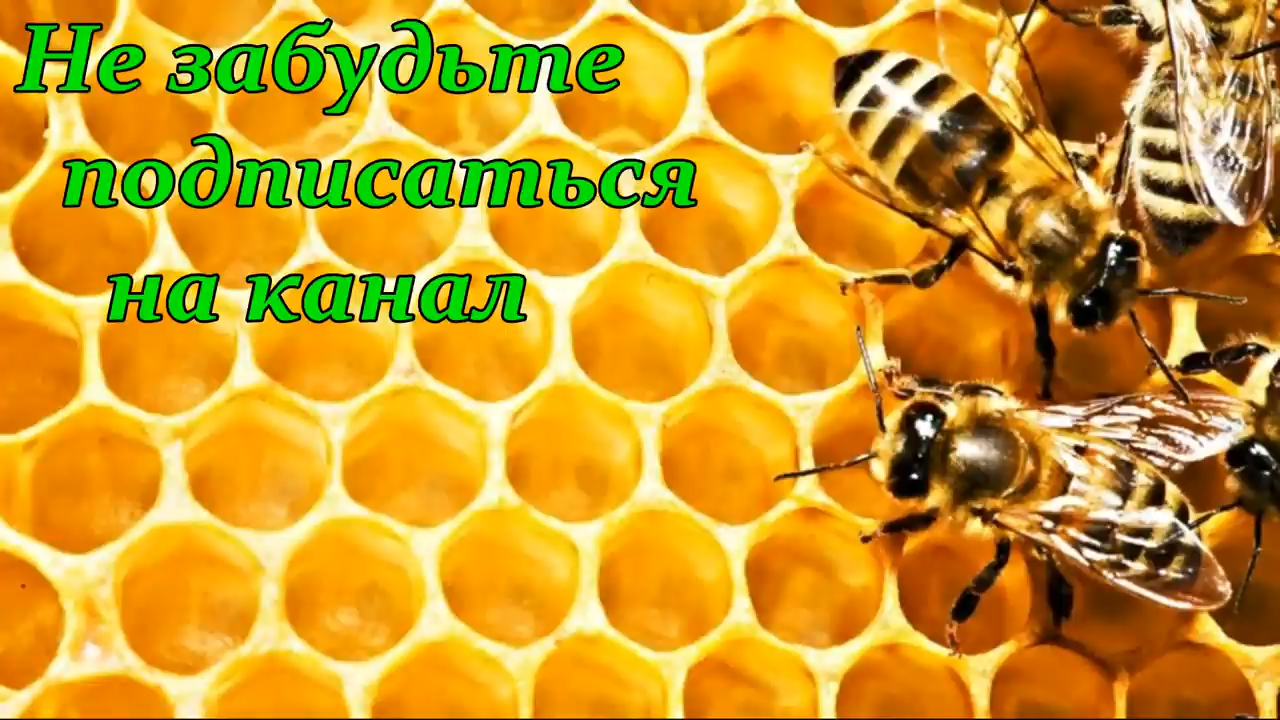 Не забудьте
подписаться
на канал